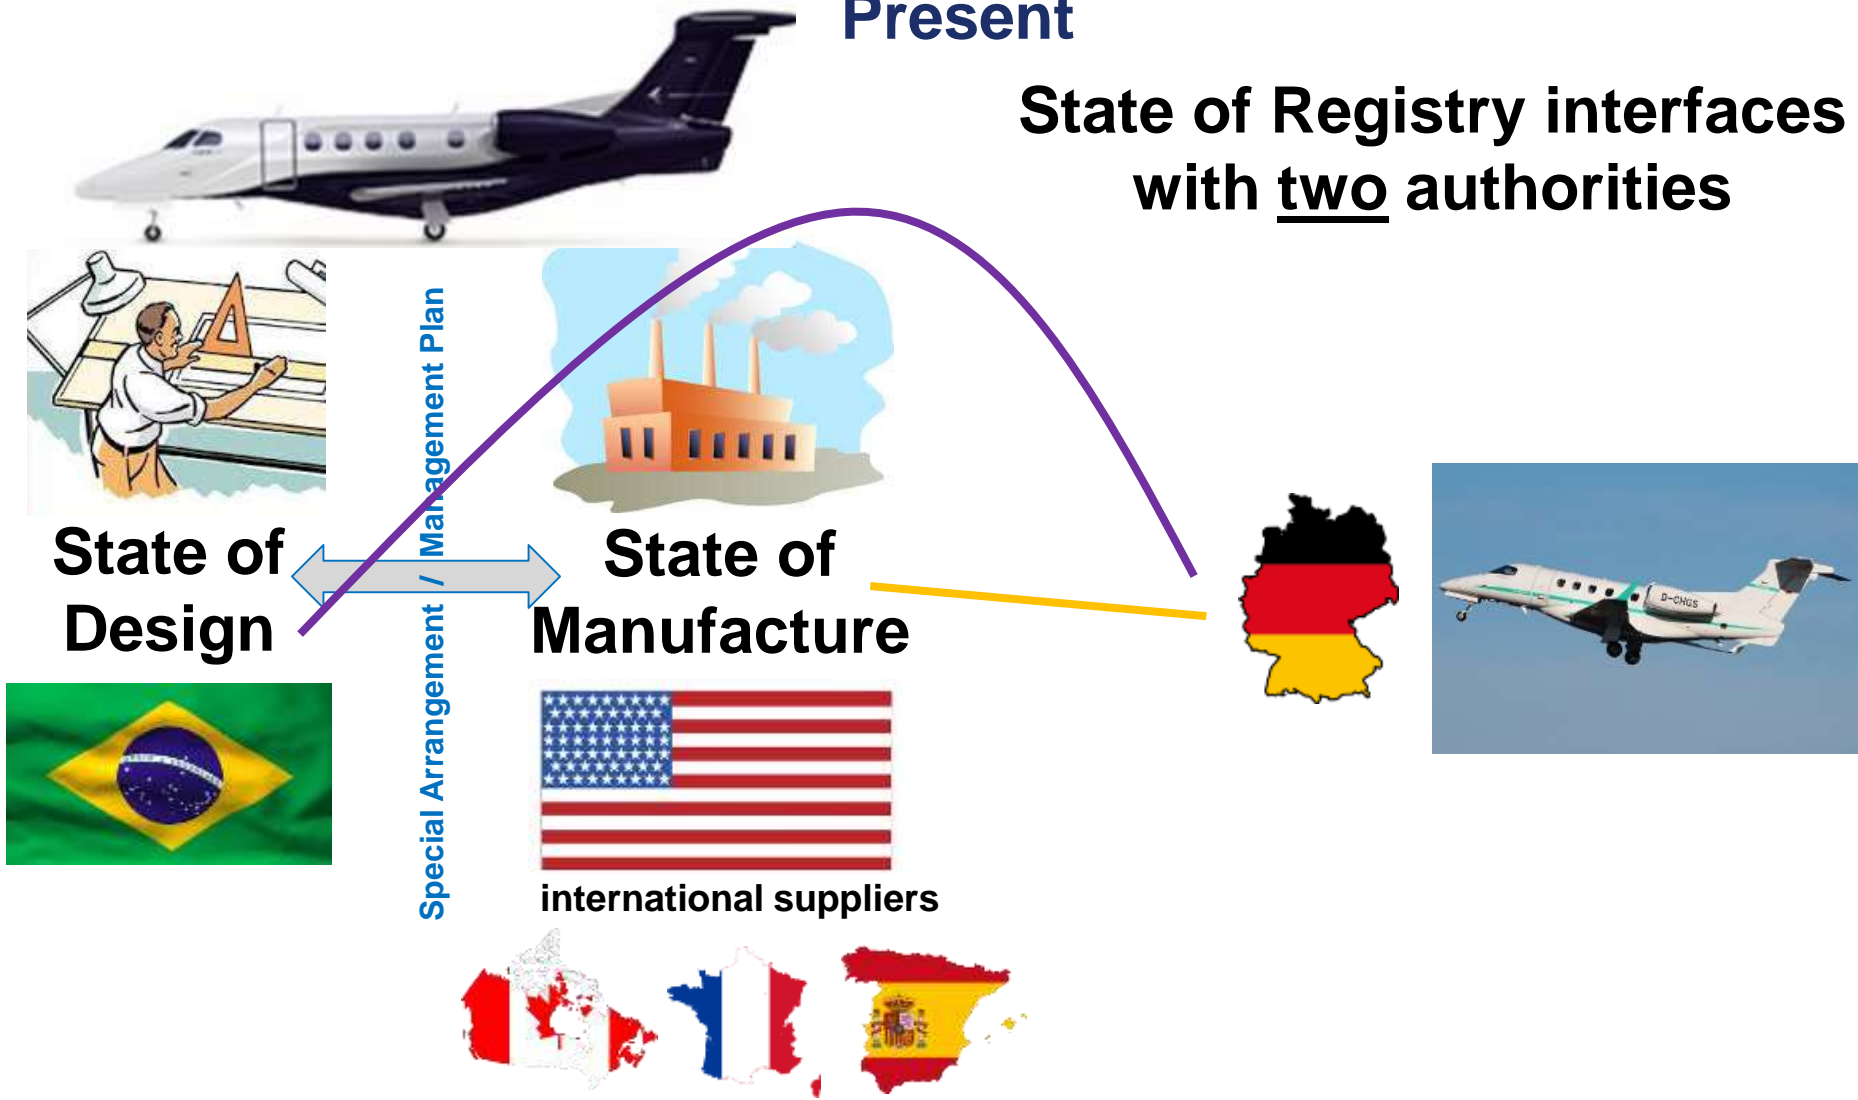 Present
State of Registry interfaces
with two authorities
Special Arrangement / Management Plan
State of
Design
State of
Manufacture
D-CHGS
international suppliers